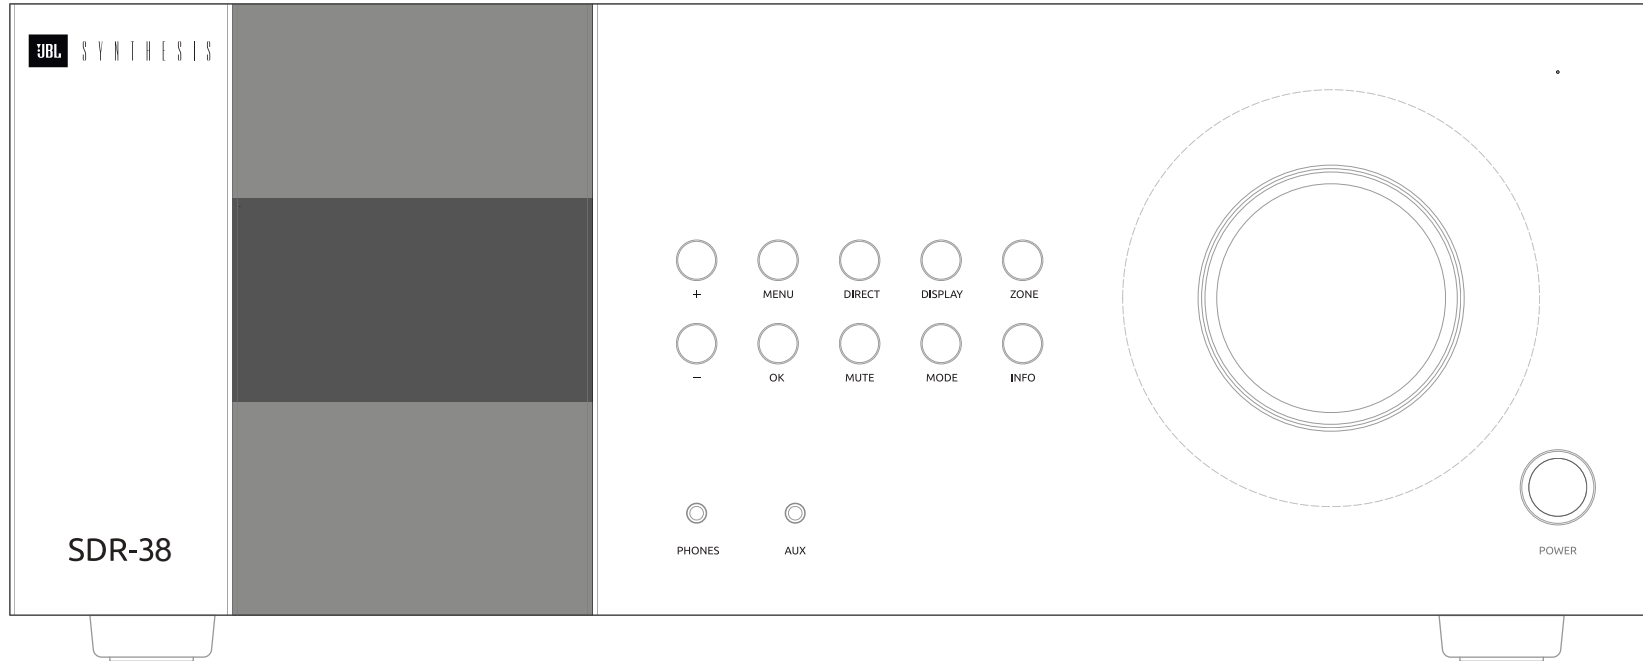 JBL SYNTHESIS
+ MENU DIRECT DISPLAY ZONE
− OK MUTE MODE INFO
SDR-38
PHONES AUX POWER